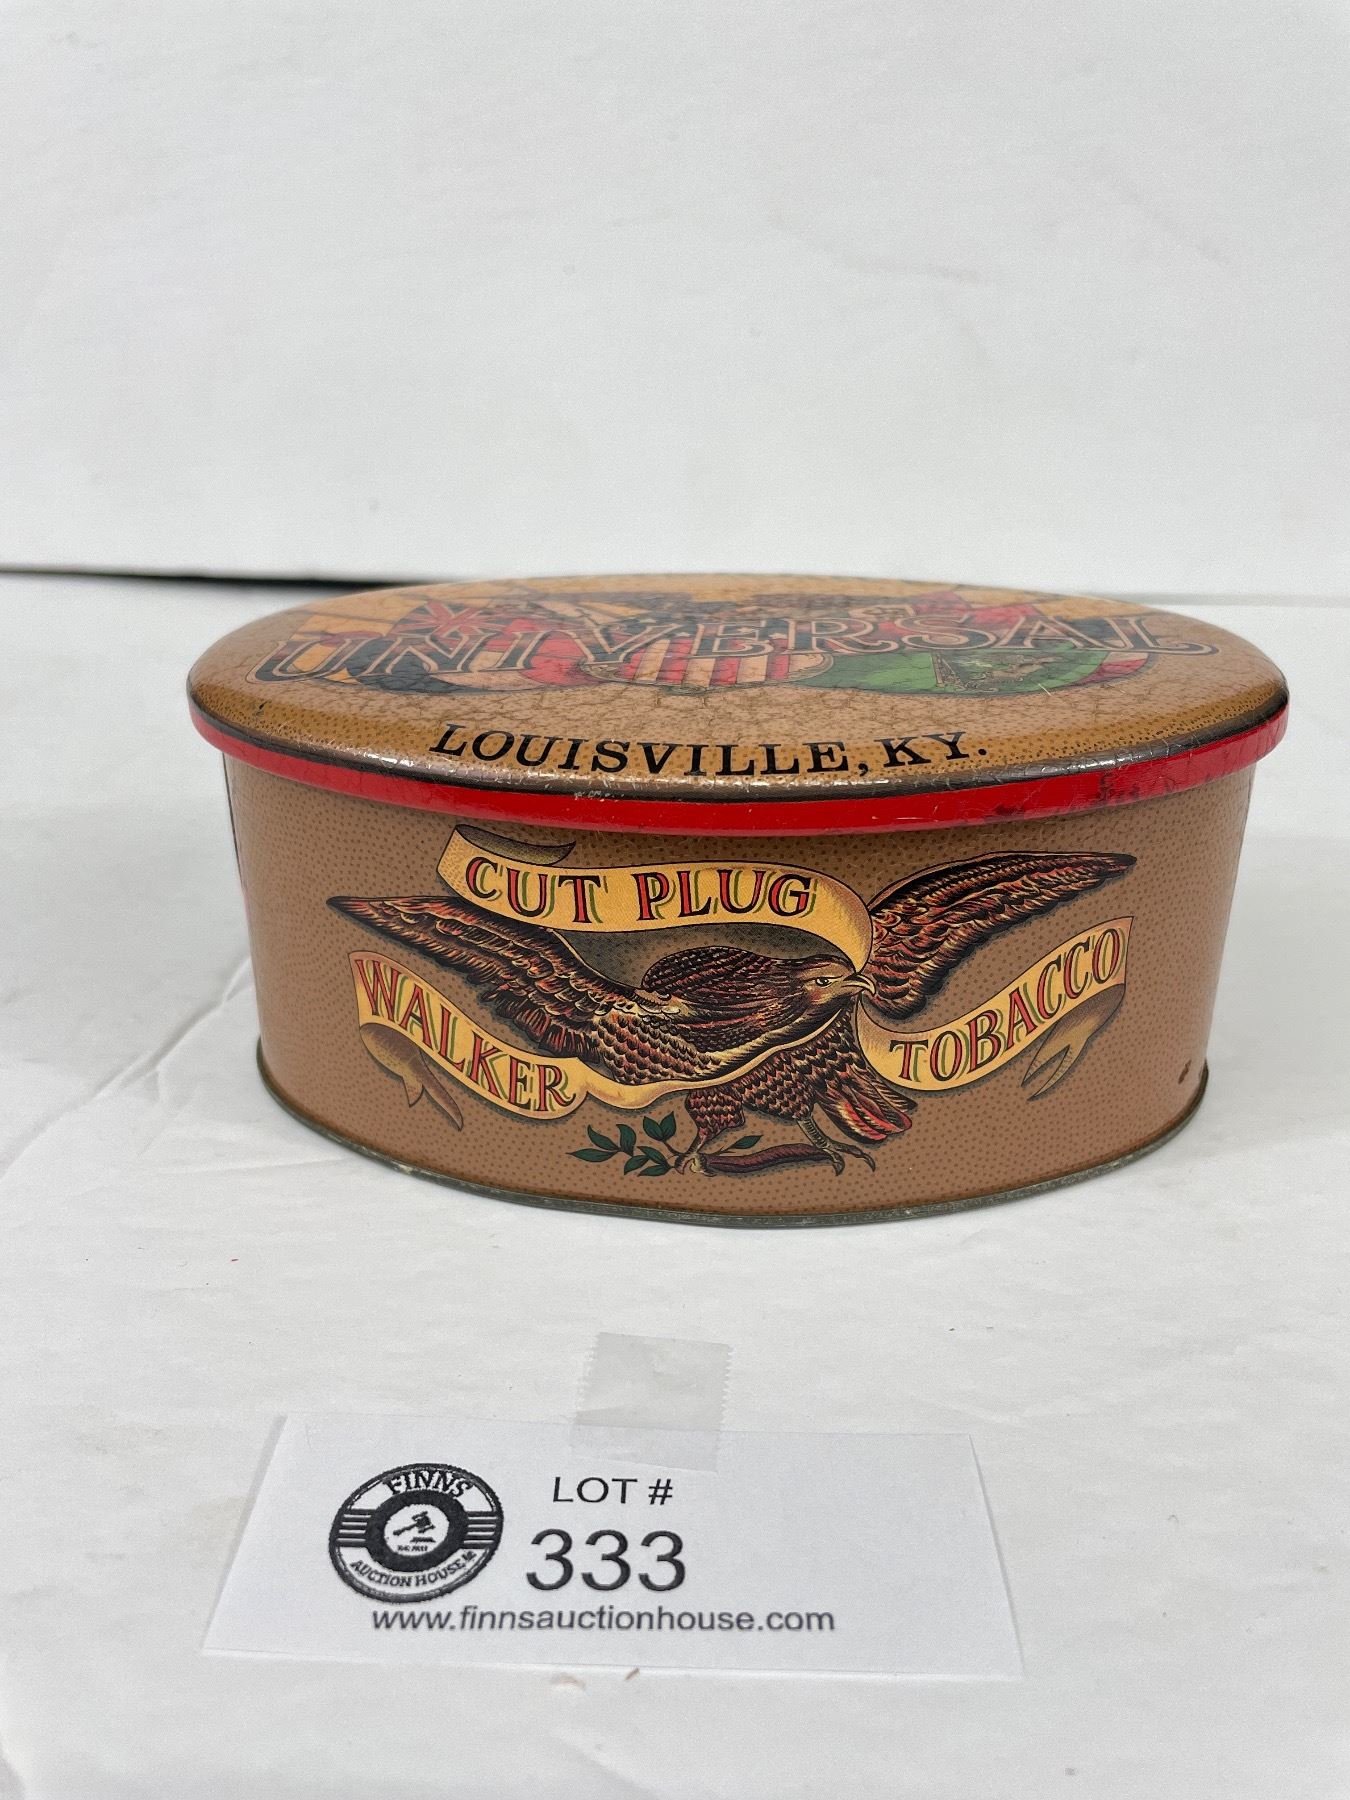 UNIVERSAL
LOUISVILLE, KY.
CUT PLUG
WALKER TOBACCO
FINNS
AUCTION HOUSE
LOT #
333
www.finnsauctionhouse.com